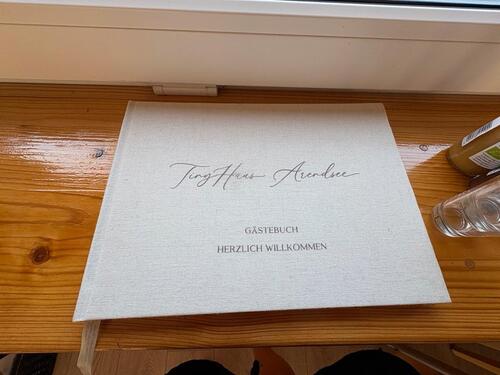 TinyHaus Arendsee
GÄSTEBUCH
HERZLICH WILLKOMMEN